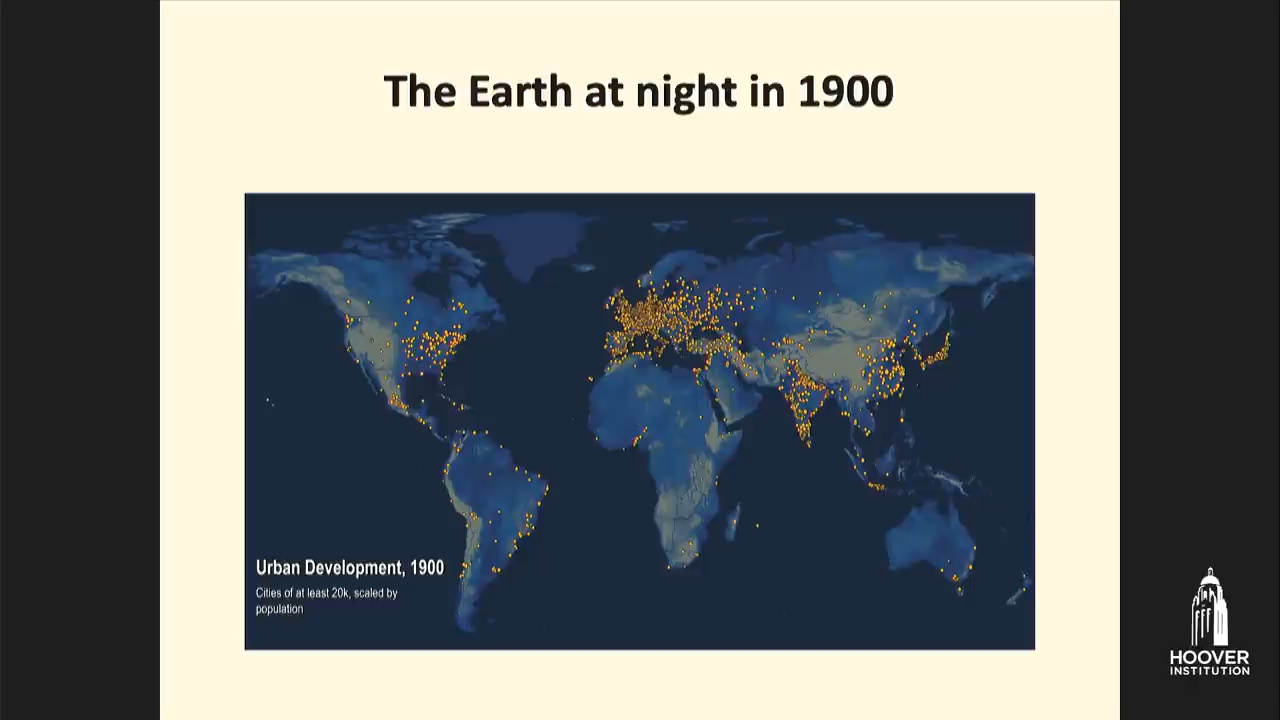 The Earth at night in 1900
Urban Development, 1900
Cities of at least 20k, scaled by
population
HOOVER
INSTITUTION